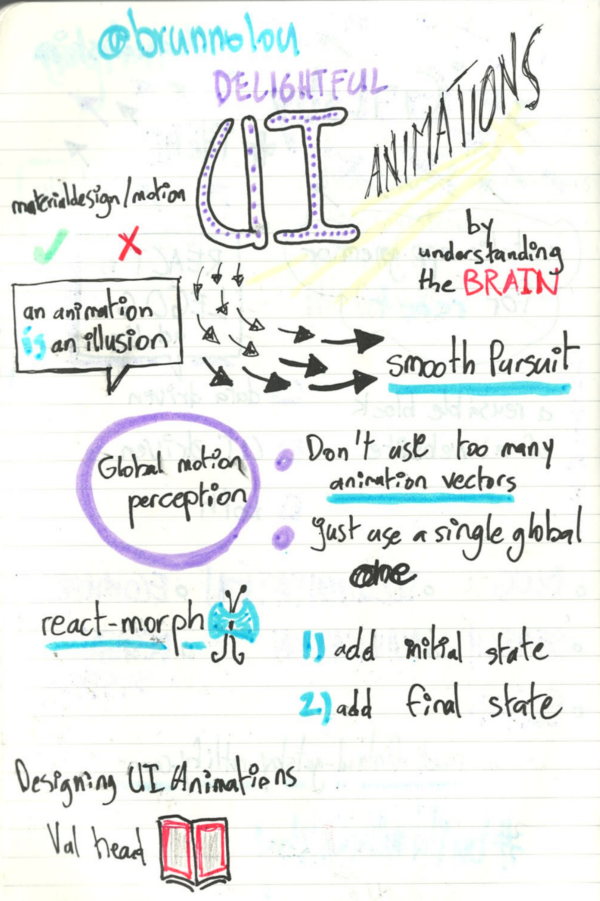 @brunnolou
DELIGHTFUL
UI
ANIMATIONS
materialdesign/motion
by
understanding
the BRAIN
an animation
is an illusion
smooth Pursuit
Global motion
perception
Don't use too many
animation vectors
Just use a single global
one
react-morph
1) add initial state
2) add final state
Designing UI Animations
Val head